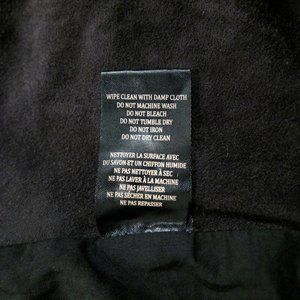 WIPE CLEAN WITH DAMP CLOTH
DO NOT MACHINE WASH
DO NOT BLEACH
DO NOT TUMBLE DRY
DO NOT IRON
DO NOT DRY CLEAN
NETTOYER LA SURFACE AVEC
DU SAVON ET UN CHIFFON HUMIDE
NE PAS NETTOYER À SEC
NE PAS LAVER À LA MACHINE
NE PAS JAVELLISER
NE PAS SÉCHER EN MACHINE
NE PAS REPASSER